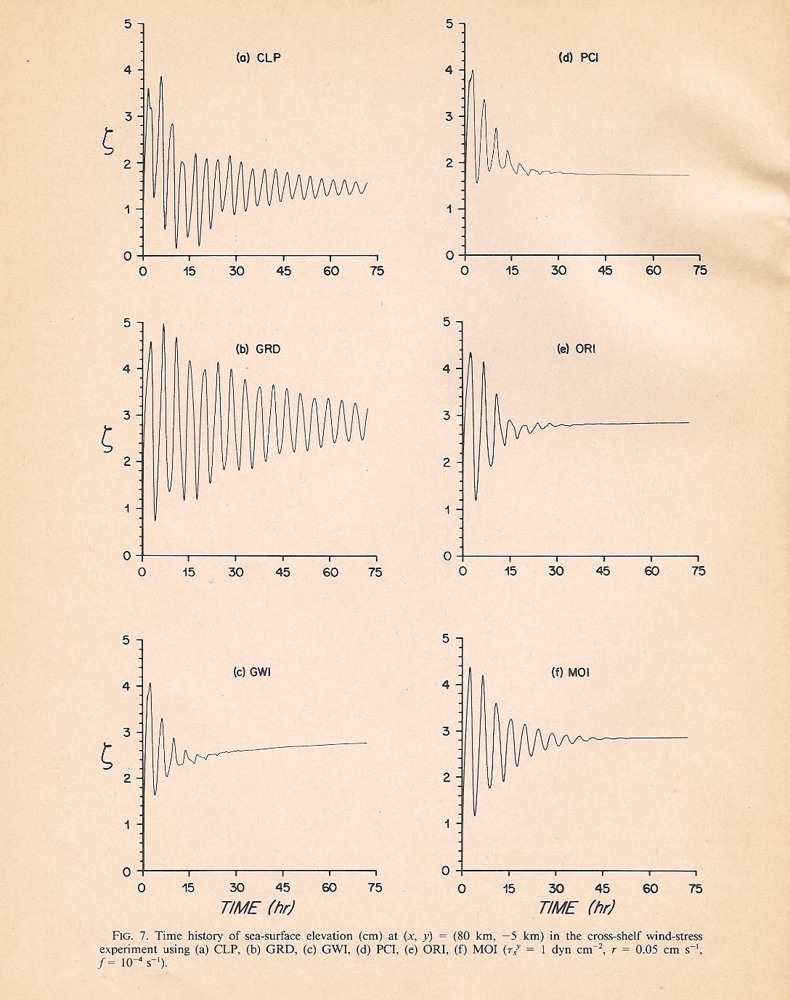 5
4
3
2
1
0
0 15 30 45 60 75
(a) CLP
ζ
5
4
3
2
1
0
0 15 30 45 60 75
(d) PCI
5
4
3
2
1
0
0 15 30 45 60 75
(b) GRD
ζ
5
4
3
2
1
0
0 15 30 45 60 75
(e) ORI
5
4
3
2
1
0
0 15 30 45 60 75
(c) GWI
ζ
TIME (hr)
5
4
3
2
1
0
0 15 30 45 60 75
(f) MOI
TIME (hr)
FIG. 7. Time history of sea-surface elevation (cm) at (x, y) = (80 km, −5 km) in the cross-shelf wind-stress
experiment using (a) CLP, (b) GRD, (c) GWI, (d) PCI, (e) ORI, (f) MOI (τₛʸ = 1 dyn cm⁻², r = 0.05 cm s⁻¹,
f = 10⁻⁴ s⁻¹).